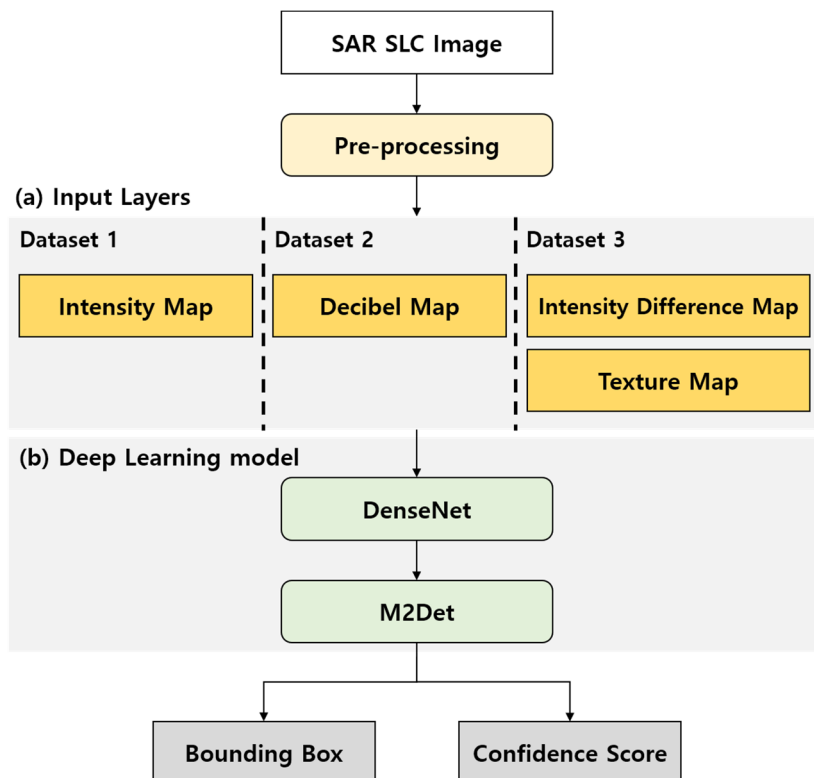 SAR SLC Image
Pre-processing
(a) Input Layers
Dataset 1
Dataset 2
Dataset 3
Intensity Map
Decibel Map
Intensity Difference Map
Texture Map
(b) Deep Learning model
DenseNet
M2Det
Bounding Box
Confidence Score